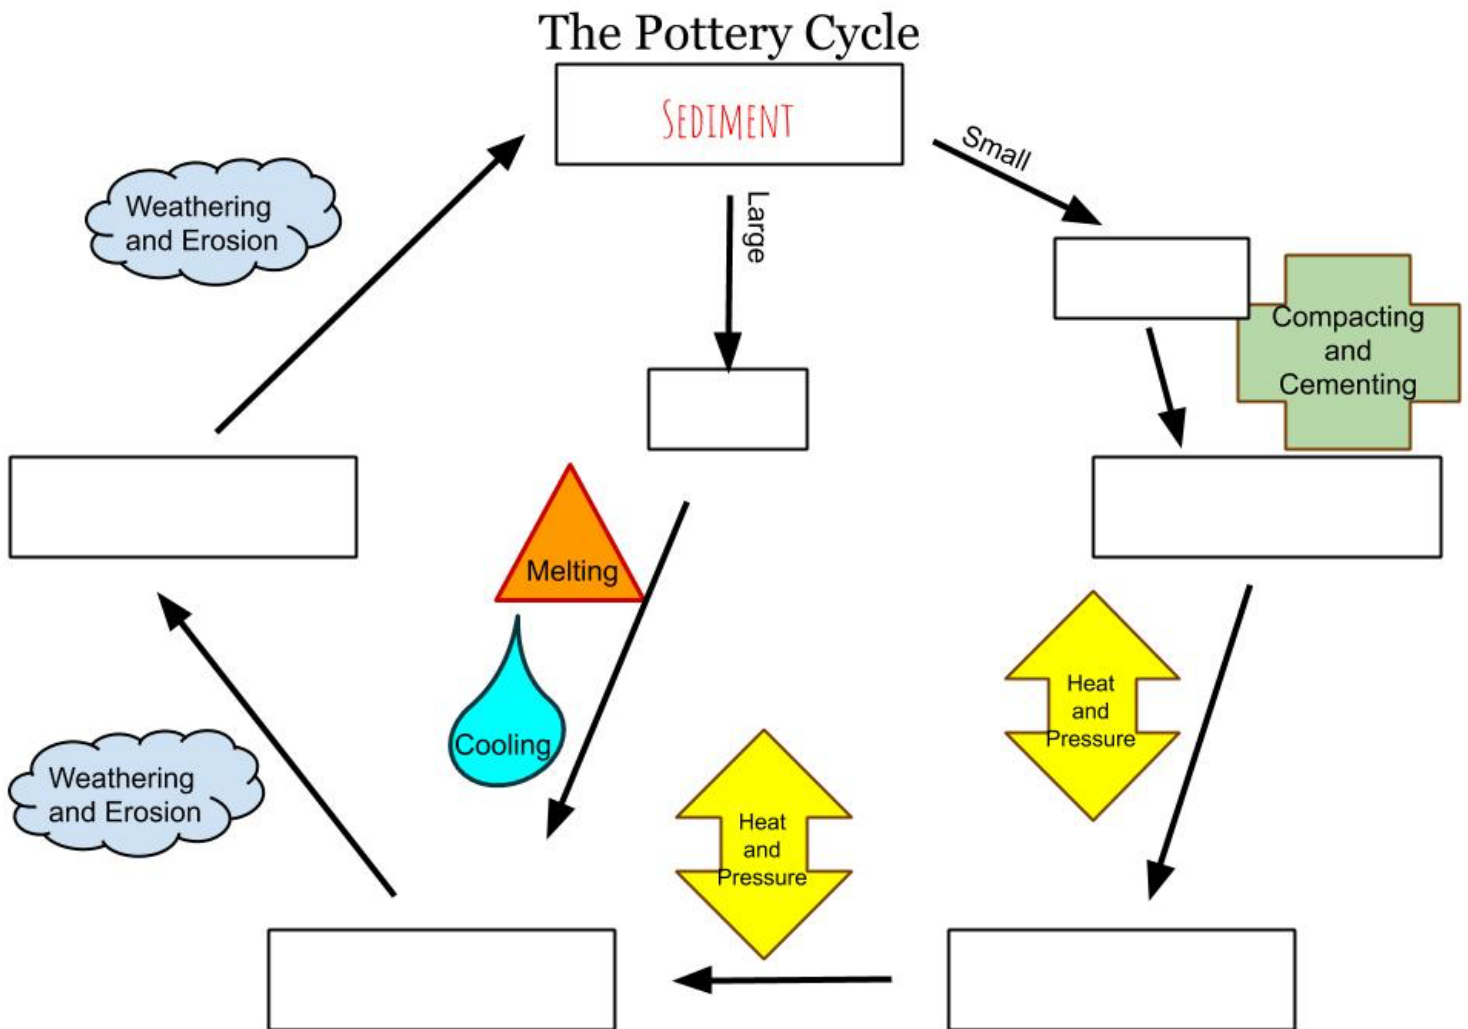 The Pottery Cycle
SEDIMENT
Small
Large
Weathering
and Erosion
Compacting
and
Cementing
Melting
Cooling
Heat
and
Pressure
Weathering
and Erosion
Heat
and
Pressure